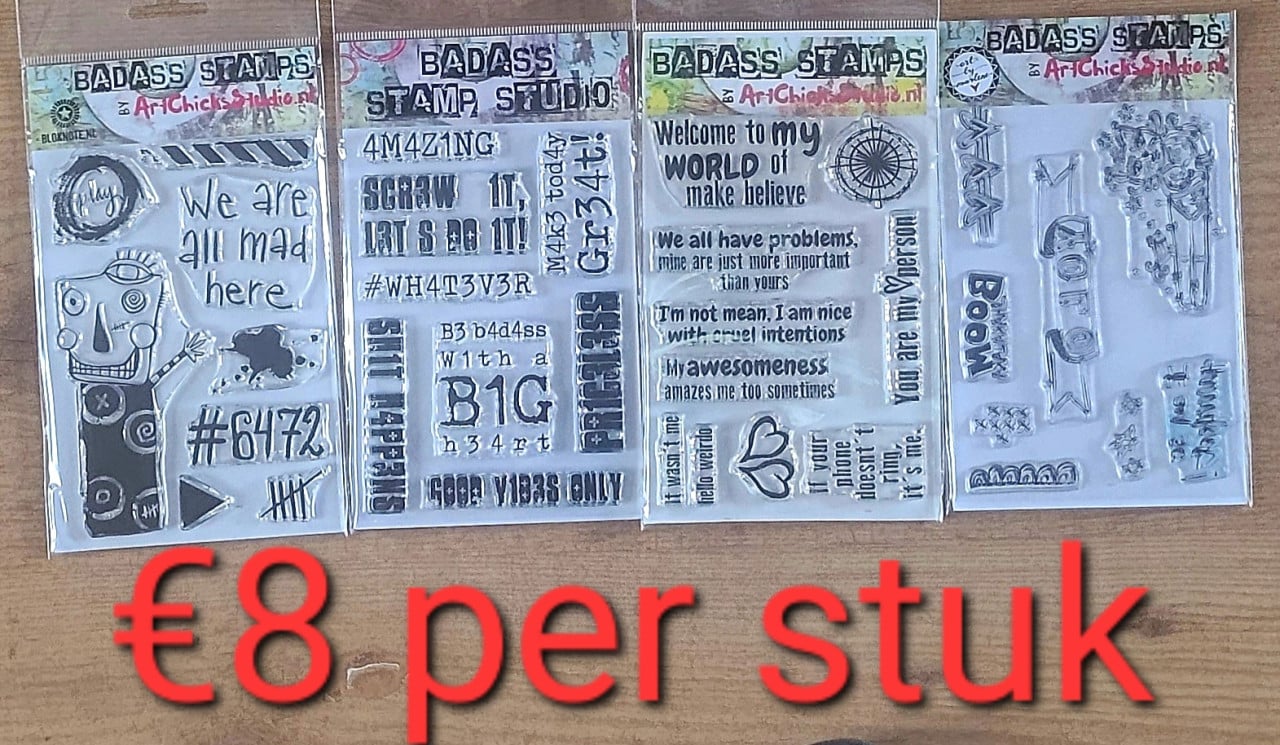 BADASS STAMPS
BY ArtChicksStudio.nl
BLOKNOTE.NL
play
We are
all mad
here
#6472
BADASS
STAMP STUDIO
4M4Z1NG
SCR3W 1T,
L3T S DO 1T!
M4k3 tod4y
Gr34t!
#WH4T3V3R
SH1T H4PP3NS
B3 b4d4ss
W1th a
B1G
h34rt
PR1C3L3SS
GOOD V1B3S ONLY
BADASS STAMPS
BY ArtChicksStudio.nl
Welcome to my
WORLD of
make believe
We all have problems,
mine are just more important
than yours
I'm not mean, I am nice
with cruel intentions
My awesomeness
amazes me too sometimes
You are my person
it wasn't me
hello weirdo
if your
phone
doesn't
ring,
it's me.
BADASS STAMPS
BY ArtChicksStudio.nl
BOOM
€8 per stuk